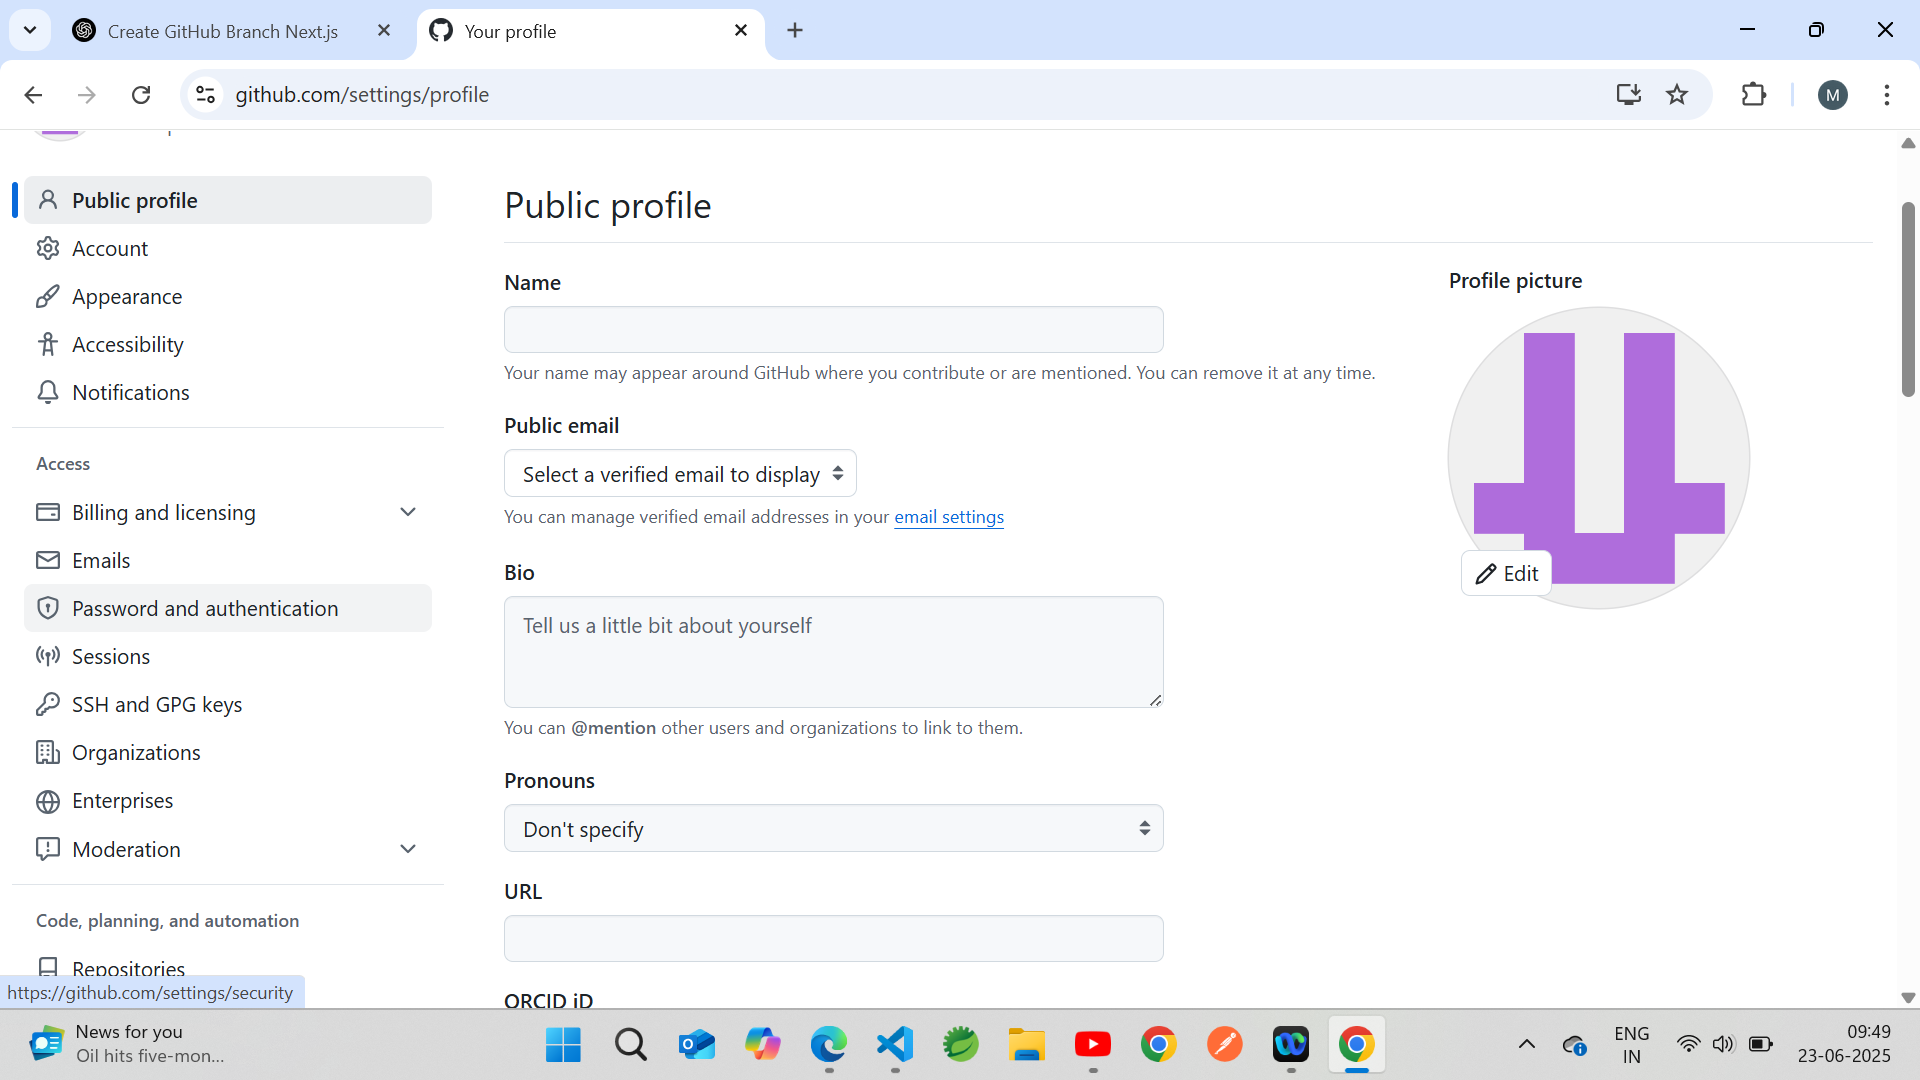 Create GitHub Branch Next.js
Your profile
github.com/settings/profile
M
Public profile
Account
Appearance
Accessibility
Notifications
Access
Billing and licensing
Emails
Password and authentication
Sessions
SSH and GPG keys
Organizations
Enterprises
Moderation
Code, planning, and automation
Repositories
https://github.com/settings/security
Public profile
Name
Your name may appear around GitHub where you contribute or are mentioned. You can remove it at any time.
Public email
Select a verified email to display
You can manage verified email addresses in your email settings
Bio
Tell us a little bit about yourself
You can @mention other users and organizations to link to them.
Pronouns
Don't specify
URL
ORCID iD
Profile picture
Edit
News for you
Oil hits five-mon...
ENG
IN
09:49
23-06-2025